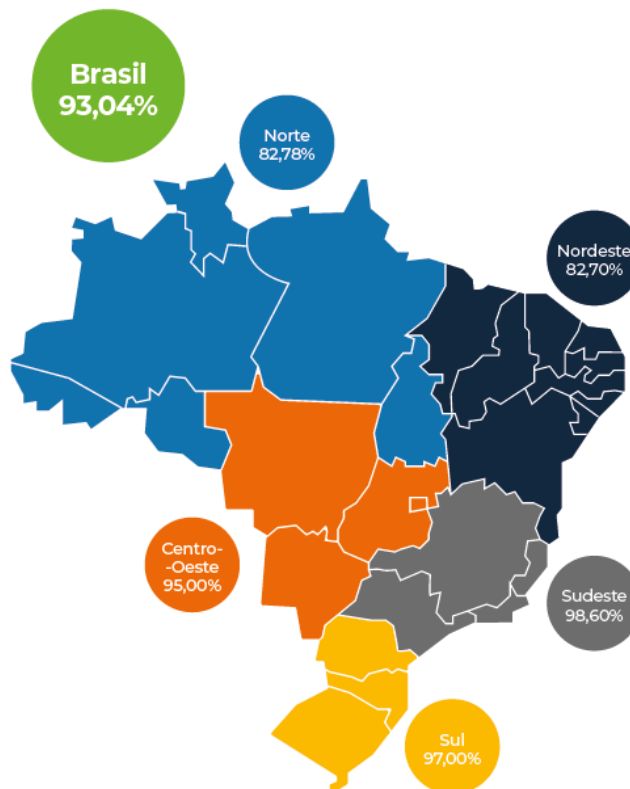 Brasil
93,04%
Norte
82,78%
Nordeste
82,70%
Centro-
-Oeste
95,00%
Sudeste
98,60%
Sul
97,00%